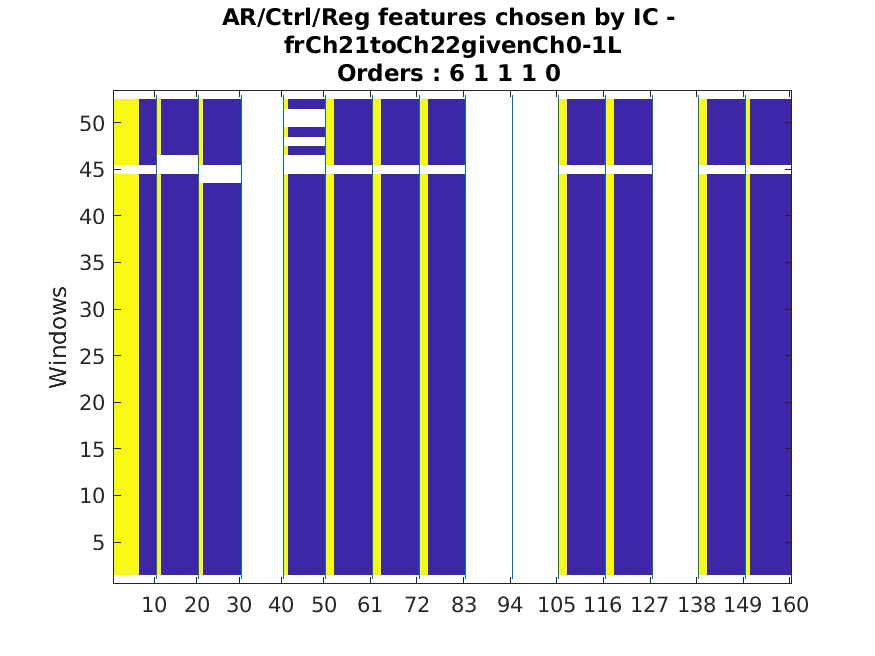 AR/Ctrl/Reg features chosen by IC -
frCh21toCh22givenCh0-1L
Orders : 6 1 1 1 0
50
45
40
35
30
25
20
15
10
5
Windows
10 20 30 40 50 61 72 83 94 105 116 127 138 149 160